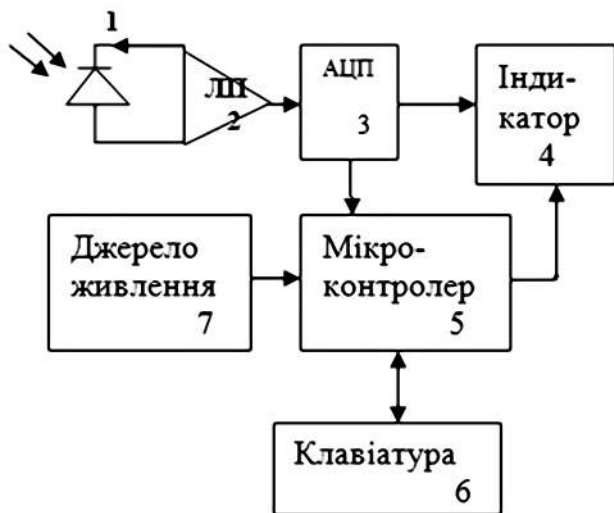 1
ЛП
2
АЦП
3
Інди-
катор
4
Джерело
живлення
7
Мікро-
контролер
5
Клавіатура
6